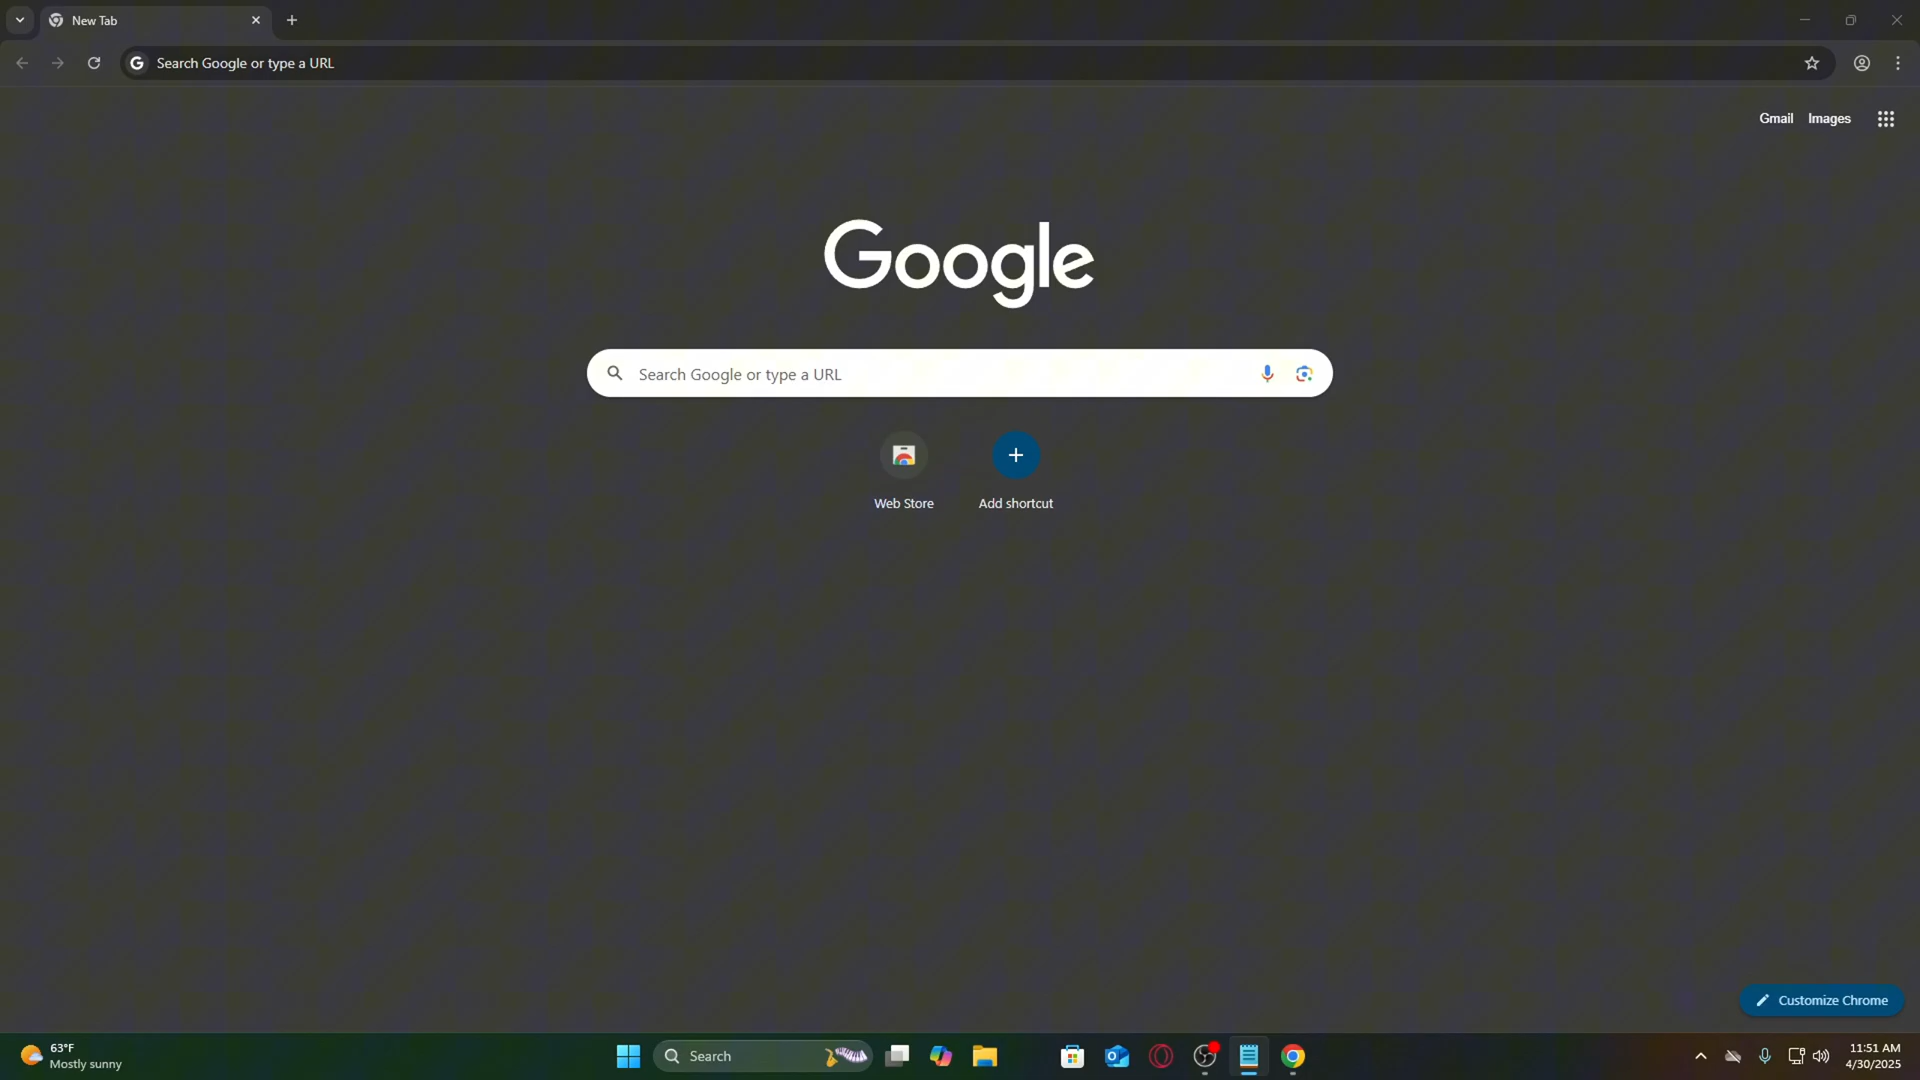 New Tab
Search Google or type a URL
Gmail Images
Google
Search Google or type a URL
Web Store Add shortcut
Customize Chrome
63°F
Mostly sunny
Search
11:51 AM
4/30/2025